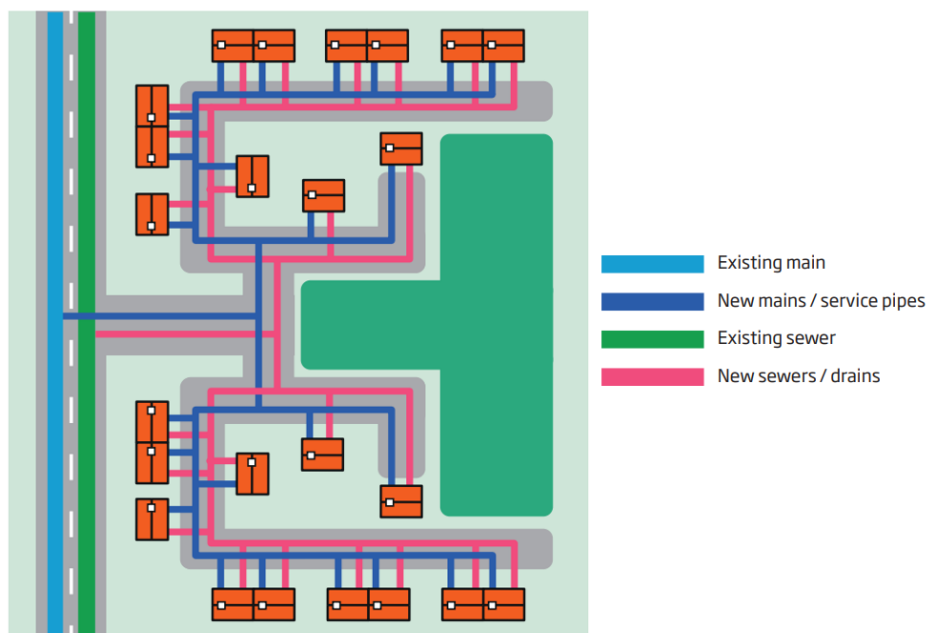 Existing main
New mains / service pipes
Existing sewer
New sewers / drains